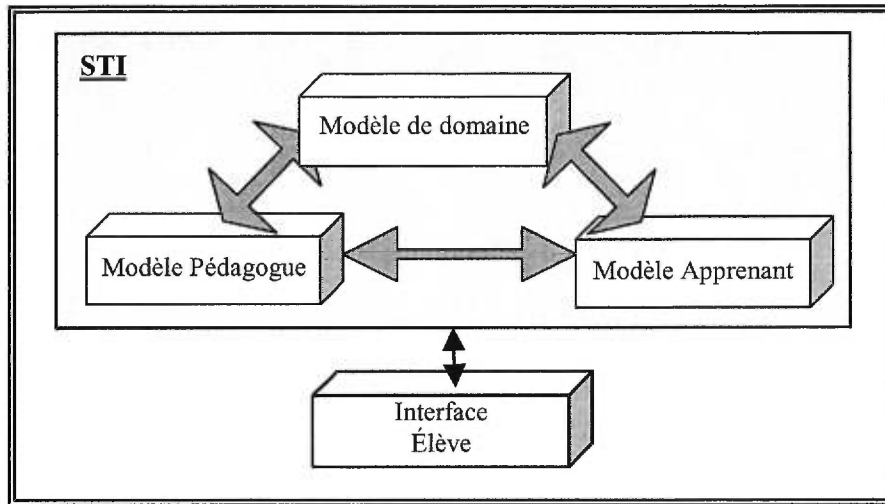 STI
Modèle de domaine
Modèle Pédagogue
Modèle Apprenant
Interface
Élève